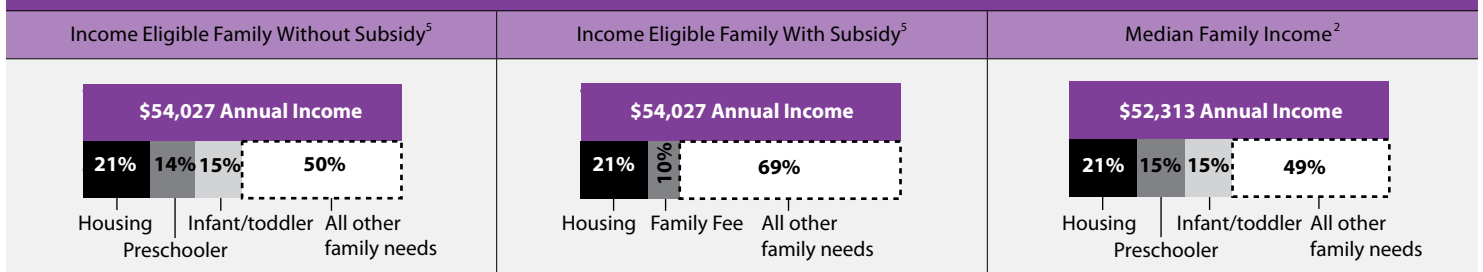 Income Eligible Family Without Subsidy⁵
Income Eligible Family With Subsidy⁵
Median Family Income²
$54,027 Annual Income
21% 14% 15% 50%
Housing
Preschooler
Infant/toddler
All other
family needs
$54,027 Annual Income
21% 10% 69%
Housing
Family Fee
All other
family needs
$52,313 Annual Income
21% 15% 15% 49%
Housing
Preschooler
Infant/toddler
All other
family needs